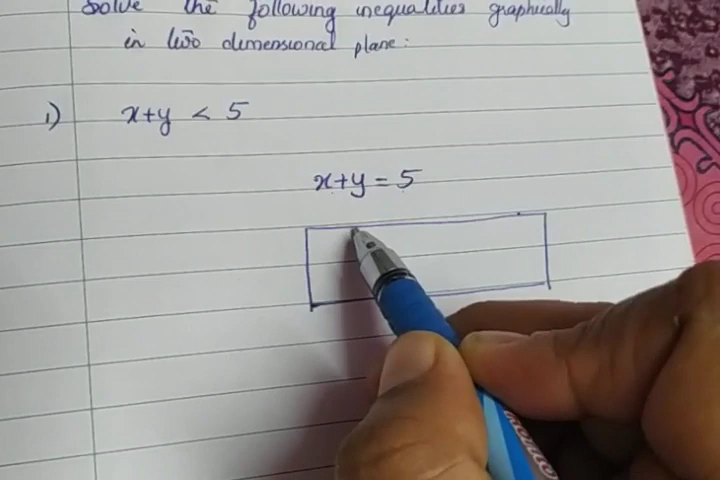 Solve the following inequalities graphically
in two dimensional plane:
1) x+y < 5
x+y = 5